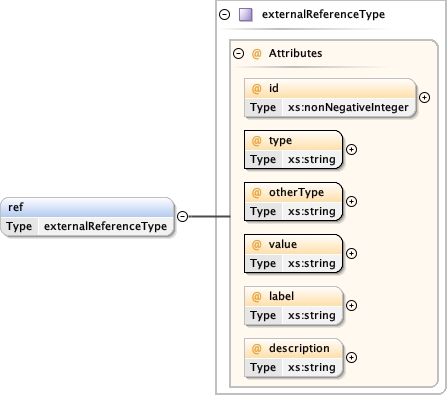 externalReferenceType
@ Attributes
@ id
Type xs:nonNegativeInteger
@ type
Type xs:string
@ otherType
Type xs:string
ref
Type externalReferenceType
@ value
Type xs:string
@ label
Type xs:string
@ description
Type xs:string